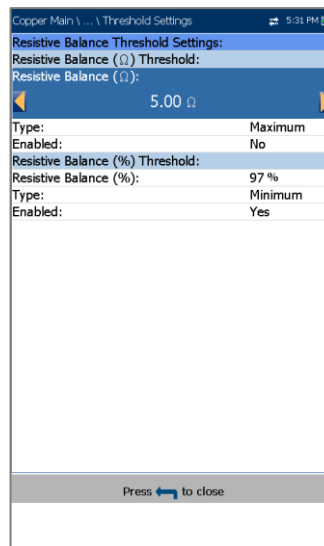 Copper Main \ ... \ Threshold Settings 5:31 PM
Resistive Balance Threshold Settings:
Resistive Balance (Ω) Threshold:
Resistive Balance (Ω):
5.00 Ω
Type: Maximum
Enabled: No
Resistive Balance (%) Threshold:
Resistive Balance (%): 97 %
Type: Minimum
Enabled: Yes
Press to close